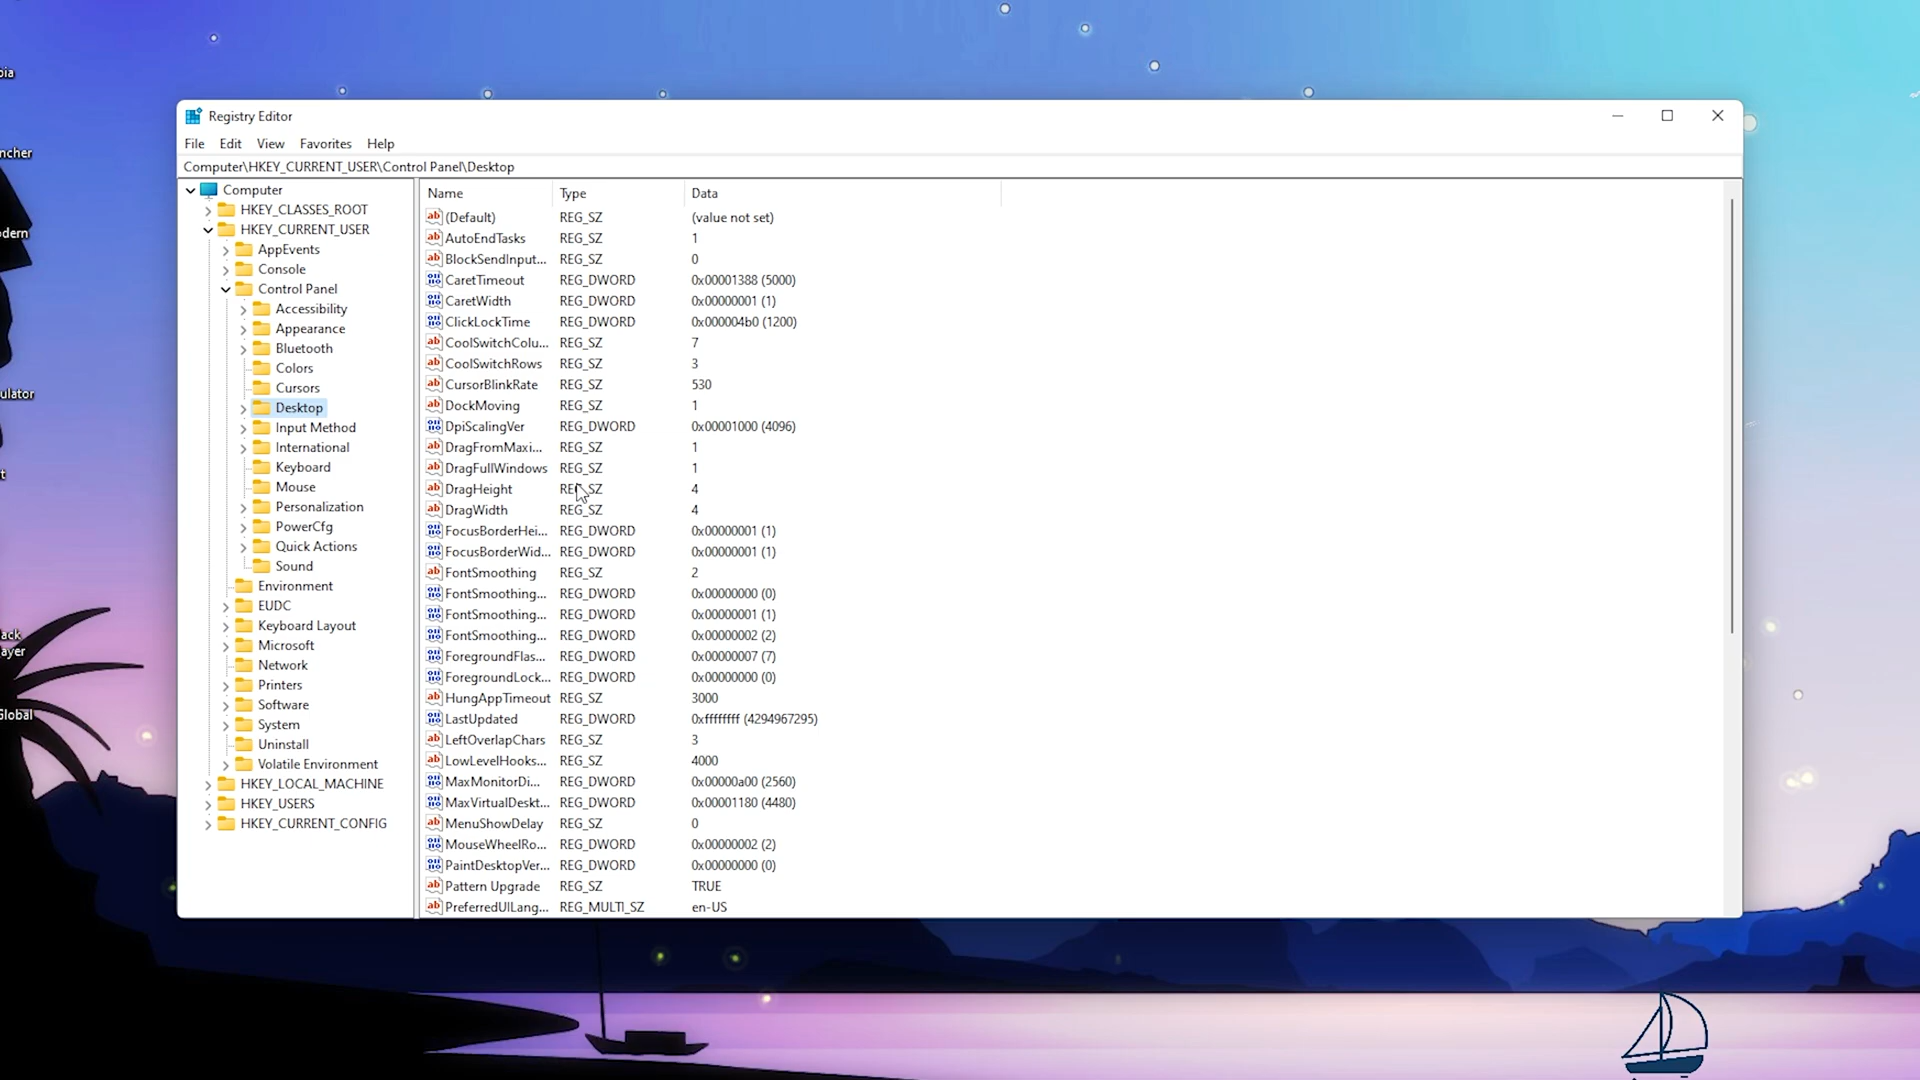 bia
ncher
dern
ulator
t
ack
ayer
Global
Registry Editor
File Edit View Favorites Help
Computer\HKEY_CURRENT_USER\Control Panel\Desktop
Computer
HKEY_CLASSES_ROOT
HKEY_CURRENT_USER
AppEvents
Console
Control Panel
Accessibility
Appearance
Bluetooth
Colors
Cursors
Desktop
Input Method
International
Keyboard
Mouse
Personalization
PowerCfg
Quick Actions
Sound
Environment
EUDC
Keyboard Layout
Microsoft
Network
Printers
Software
System
Uninstall
Volatile Environment
HKEY_LOCAL_MACHINE
HKEY_USERS
HKEY_CURRENT_CONFIG
Name Type Data
(Default) REG_SZ (value not set)
AutoEndTasks REG_SZ 1
BlockSendInput... REG_SZ 0
CaretTimeout REG_DWORD 0x00001388 (5000)
CaretWidth REG_DWORD 0x00000001 (1)
ClickLockTime REG_DWORD 0x000004b0 (1200)
CoolSwitchColu... REG_SZ 7
CoolSwitchRows REG_SZ 3
CursorBlinkRate REG_SZ 530
DockMoving REG_SZ 1
DpiScalingVer REG_DWORD 0x00001000 (4096)
DragFromMaxi... REG_SZ 1
DragFullWindows REG_SZ 1
DragHeight REG_SZ 4
DragWidth REG_SZ 4
FocusBorderHei... REG_DWORD 0x00000001 (1)
FocusBorderWid... REG_DWORD 0x00000001 (1)
FontSmoothing REG_SZ 2
FontSmoothing... REG_DWORD 0x00000000 (0)
FontSmoothing... REG_DWORD 0x00000001 (1)
FontSmoothing... REG_DWORD 0x00000002 (2)
ForegroundFlas... REG_DWORD 0x00000007 (7)
ForegroundLock... REG_DWORD 0x00000000 (0)
HungAppTimeout REG_SZ 3000
LastUpdated REG_DWORD 0xffffffff (4294967295)
LeftOverlapChars REG_SZ 3
LowLevelHooks... REG_SZ 4000
MaxMonitorDi... REG_DWORD 0x00000a00 (2560)
MaxVirtualDeskt... REG_DWORD 0x00001180 (4480)
MenuShowDelay REG_SZ 0
MouseWheelRo... REG_DWORD 0x00000002 (2)
PaintDesktopVer... REG_DWORD 0x00000000 (0)
Pattern Upgrade REG_SZ TRUE
PreferredUILang... REG_MULTI_SZ en-US